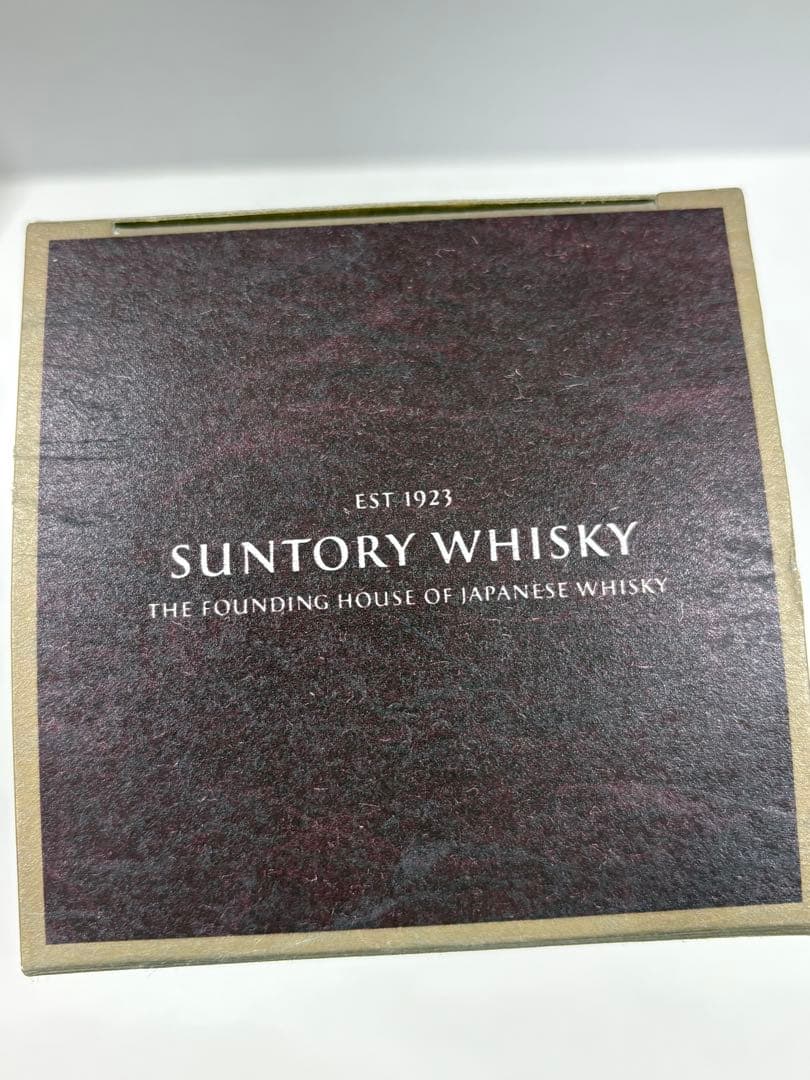 EST 1923
SUNTORY WHISKY
THE FOUNDING HOUSE OF JAPANESE WHISKY